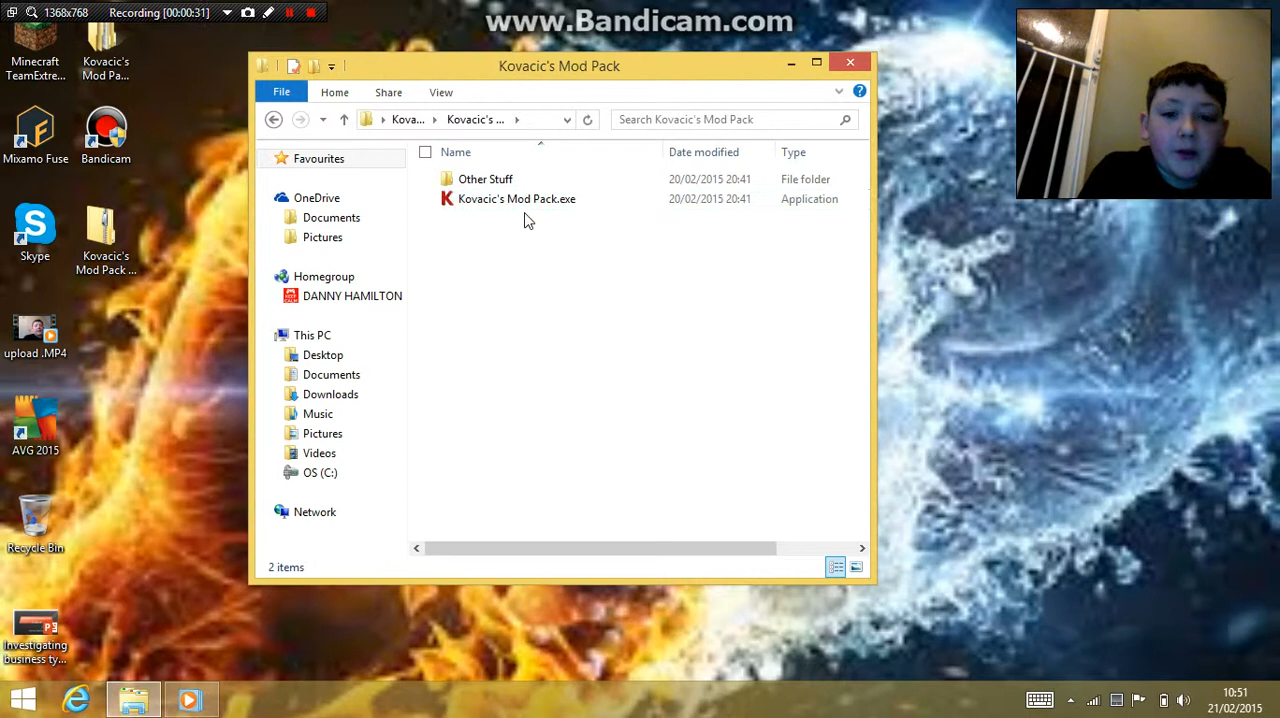 1368x768 Recording [00:00:31]
www.Bandicam.com
Minecraft
TeamExtre...
Kovacic's
Mod Pa...
Mixamo Fuse
Bandicam
Skype
Kovacic's
Mod Pack ...
upload .MP4
AVG 2015
Recycle Bin
Investigating
business ty...
Kovacic's Mod Pack
File Home Share View
Kova... Kovacic's ...
Search Kovacic's Mod Pack
Favourites
OneDrive
Documents
Pictures
Homegroup
DANNY HAMILTON
This PC
Desktop
Documents
Downloads
Music
Pictures
Videos
OS (C:)
Network
Name Date modified Type
Other Stuff 20/02/2015 20:41 File folder
Kovacic's Mod Pack.exe 20/02/2015 20:41 Application
2 items
10:51
21/02/2015